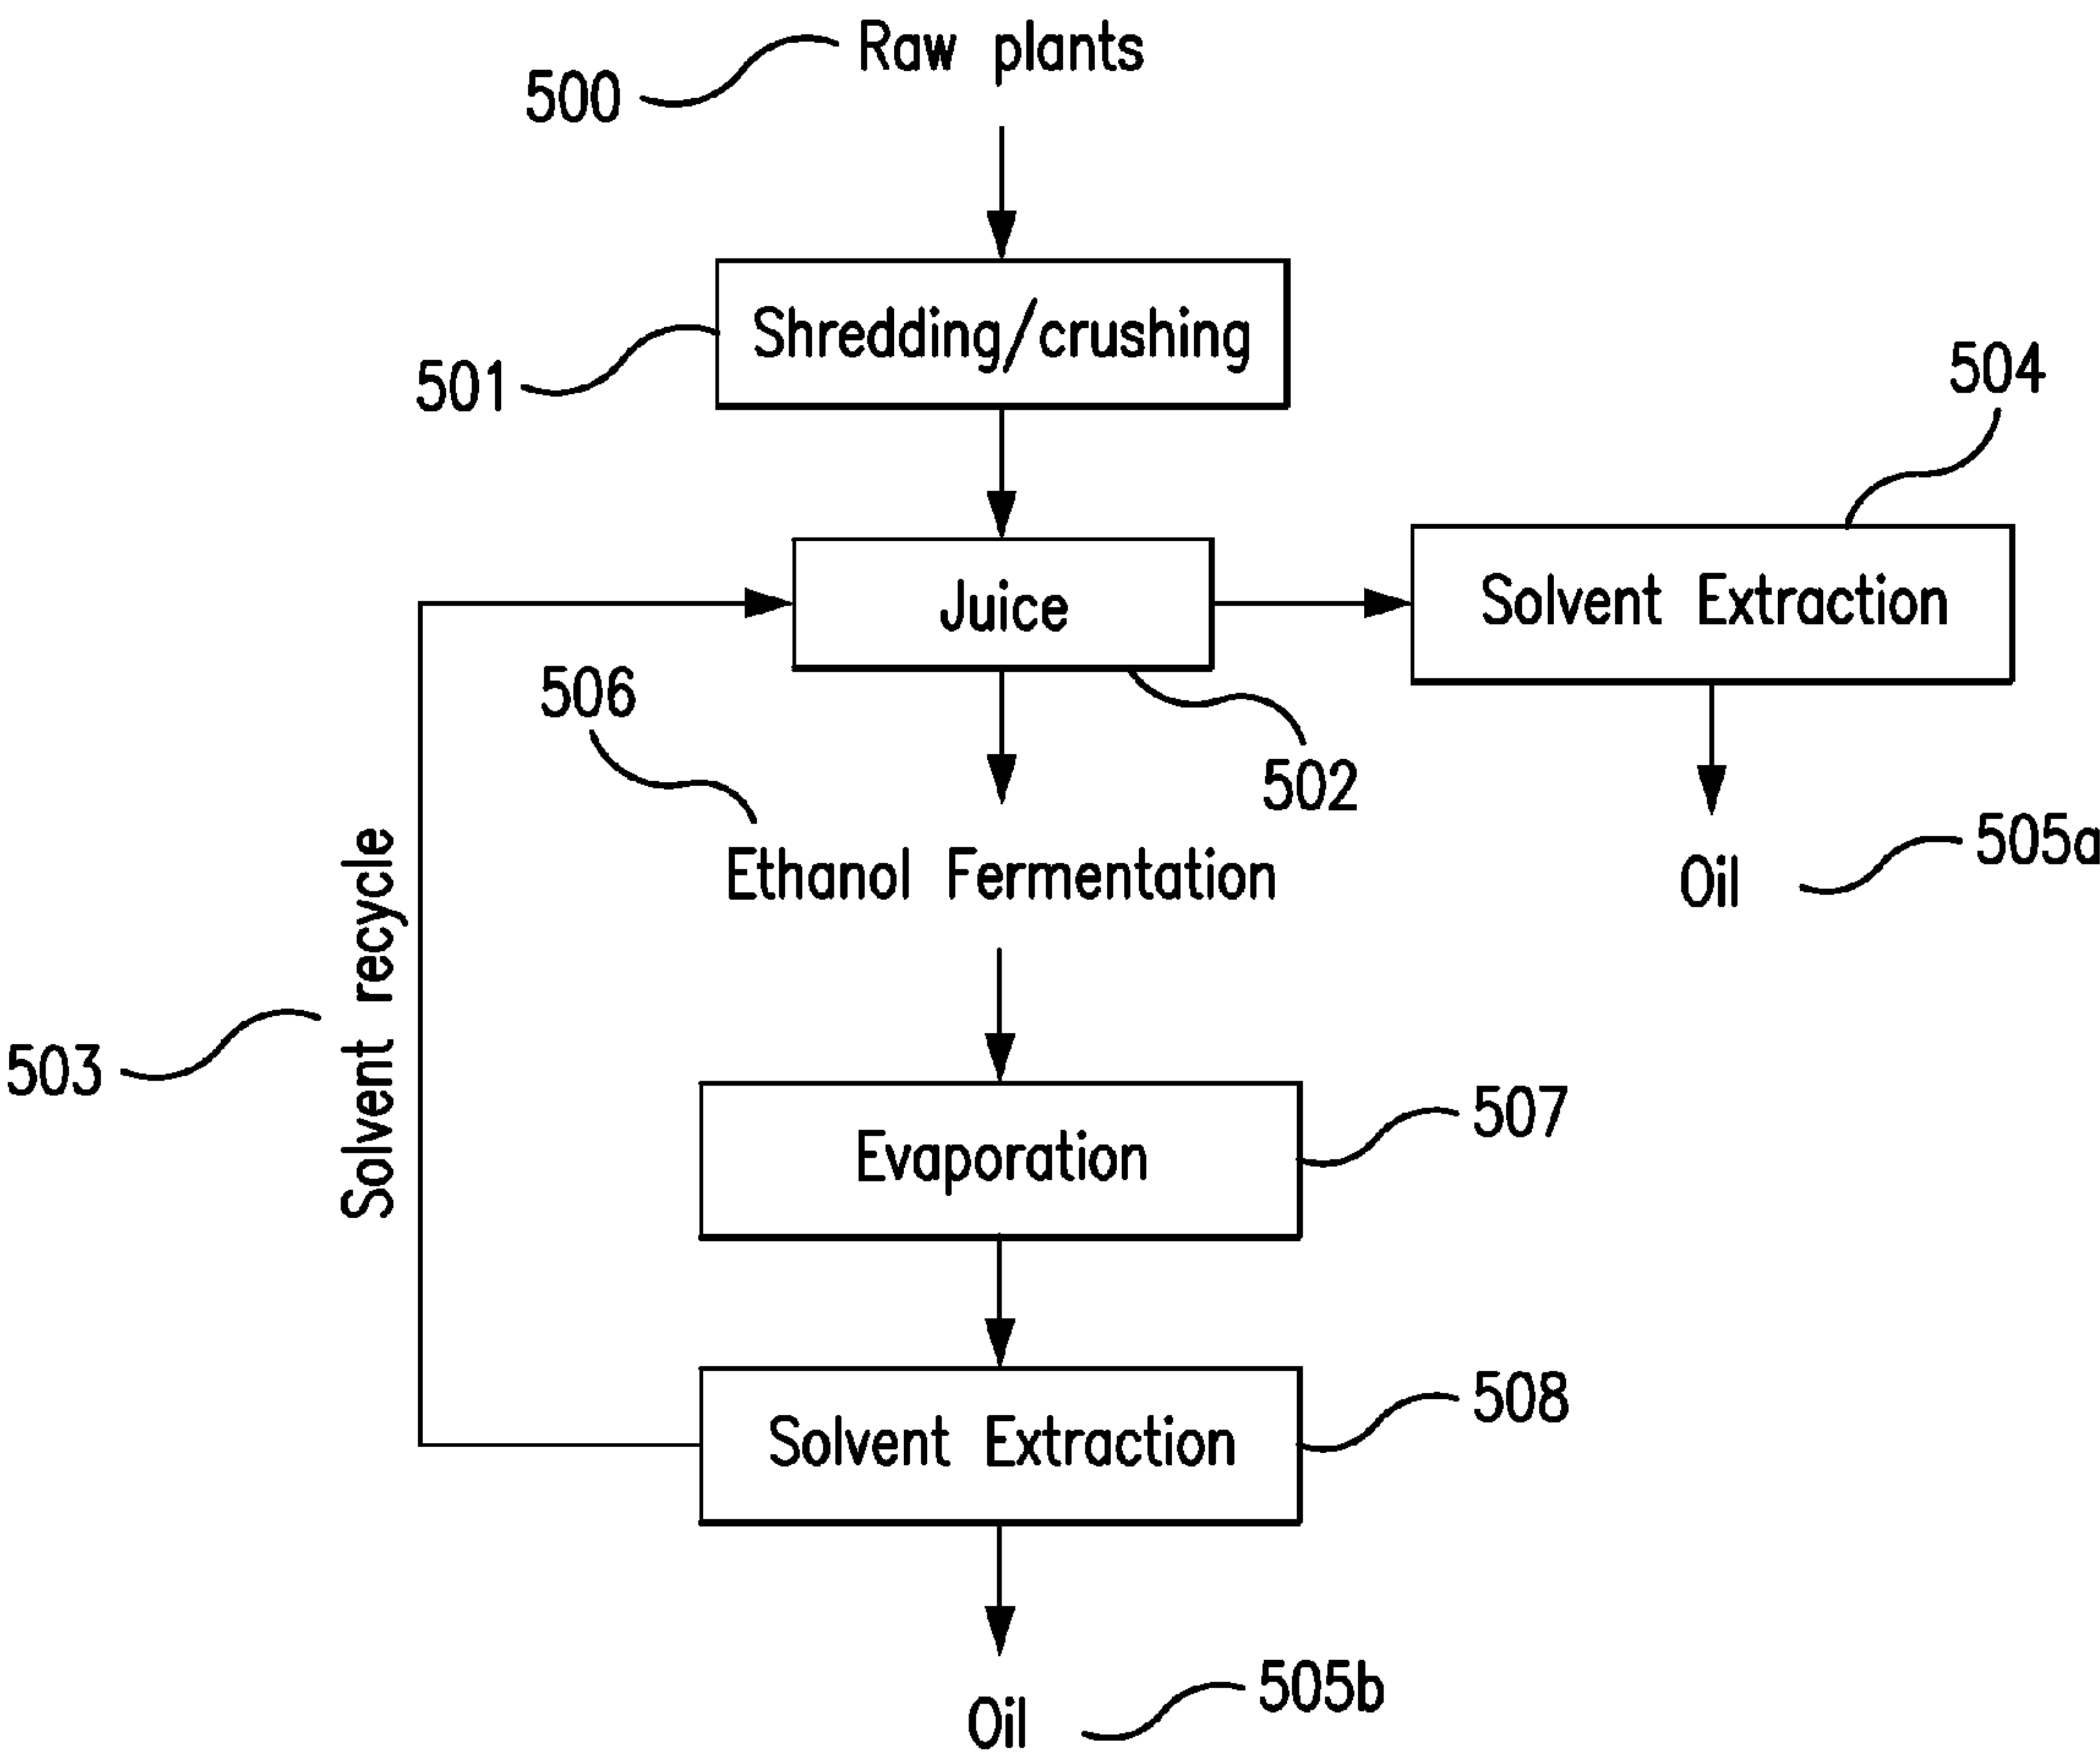 Raw plants
500
Shredding/crushing
501
504
Juice
Solvent Extraction
506
502
Ethanol Fermentation
Oil
505a
Solvent recycle
503
Evaporation
507
Solvent Extraction
508
Oil
505b